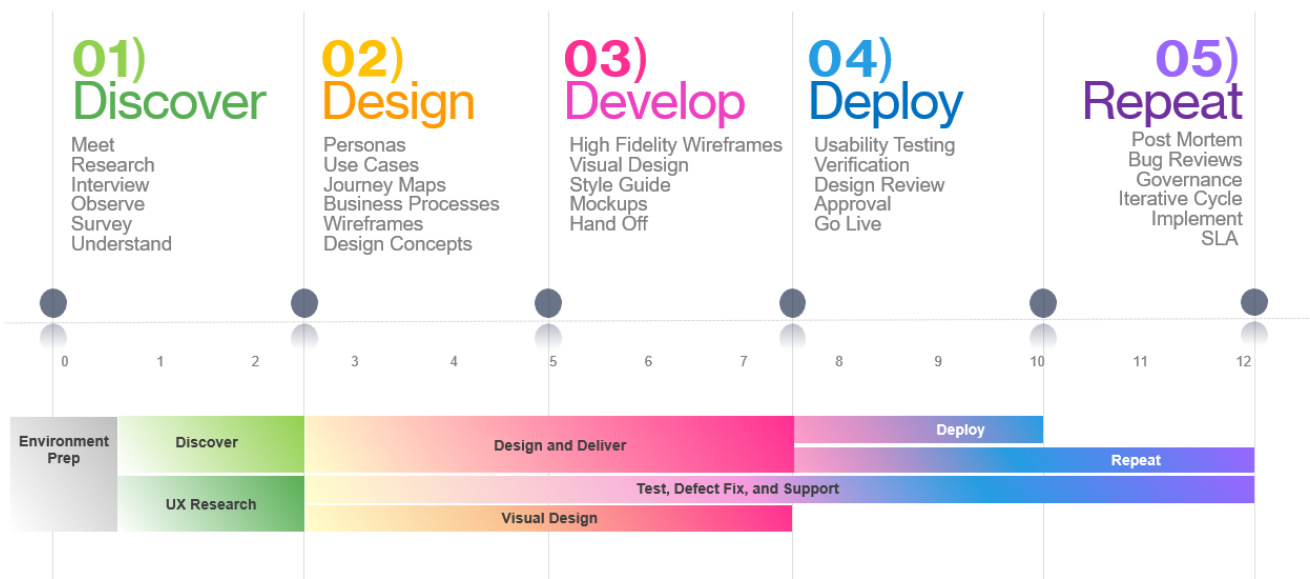 01)
Discover
Meet
Research
Interview
Observe
Survey
Understand
02)
Design
Personas
Use Cases
Journey Maps
Business Processes
Wireframes
Design Concepts
03)
Develop
High Fidelity Wireframes
Visual Design
Style Guide
Mockups
Hand Off
04)
Deploy
Usability Testing
Verification
Design Review
Approval
Go Live
05)
Repeat
Post Mortem
Bug Reviews
Governance
Iterative Cycle
Implement
SLA
0 1 2 3 4 5 6 7 8 9 10 11 12
Environment
Prep
Discover
UX Research
Design and Deliver
Deploy
Repeat
Test, Defect Fix, and Support
Visual Design